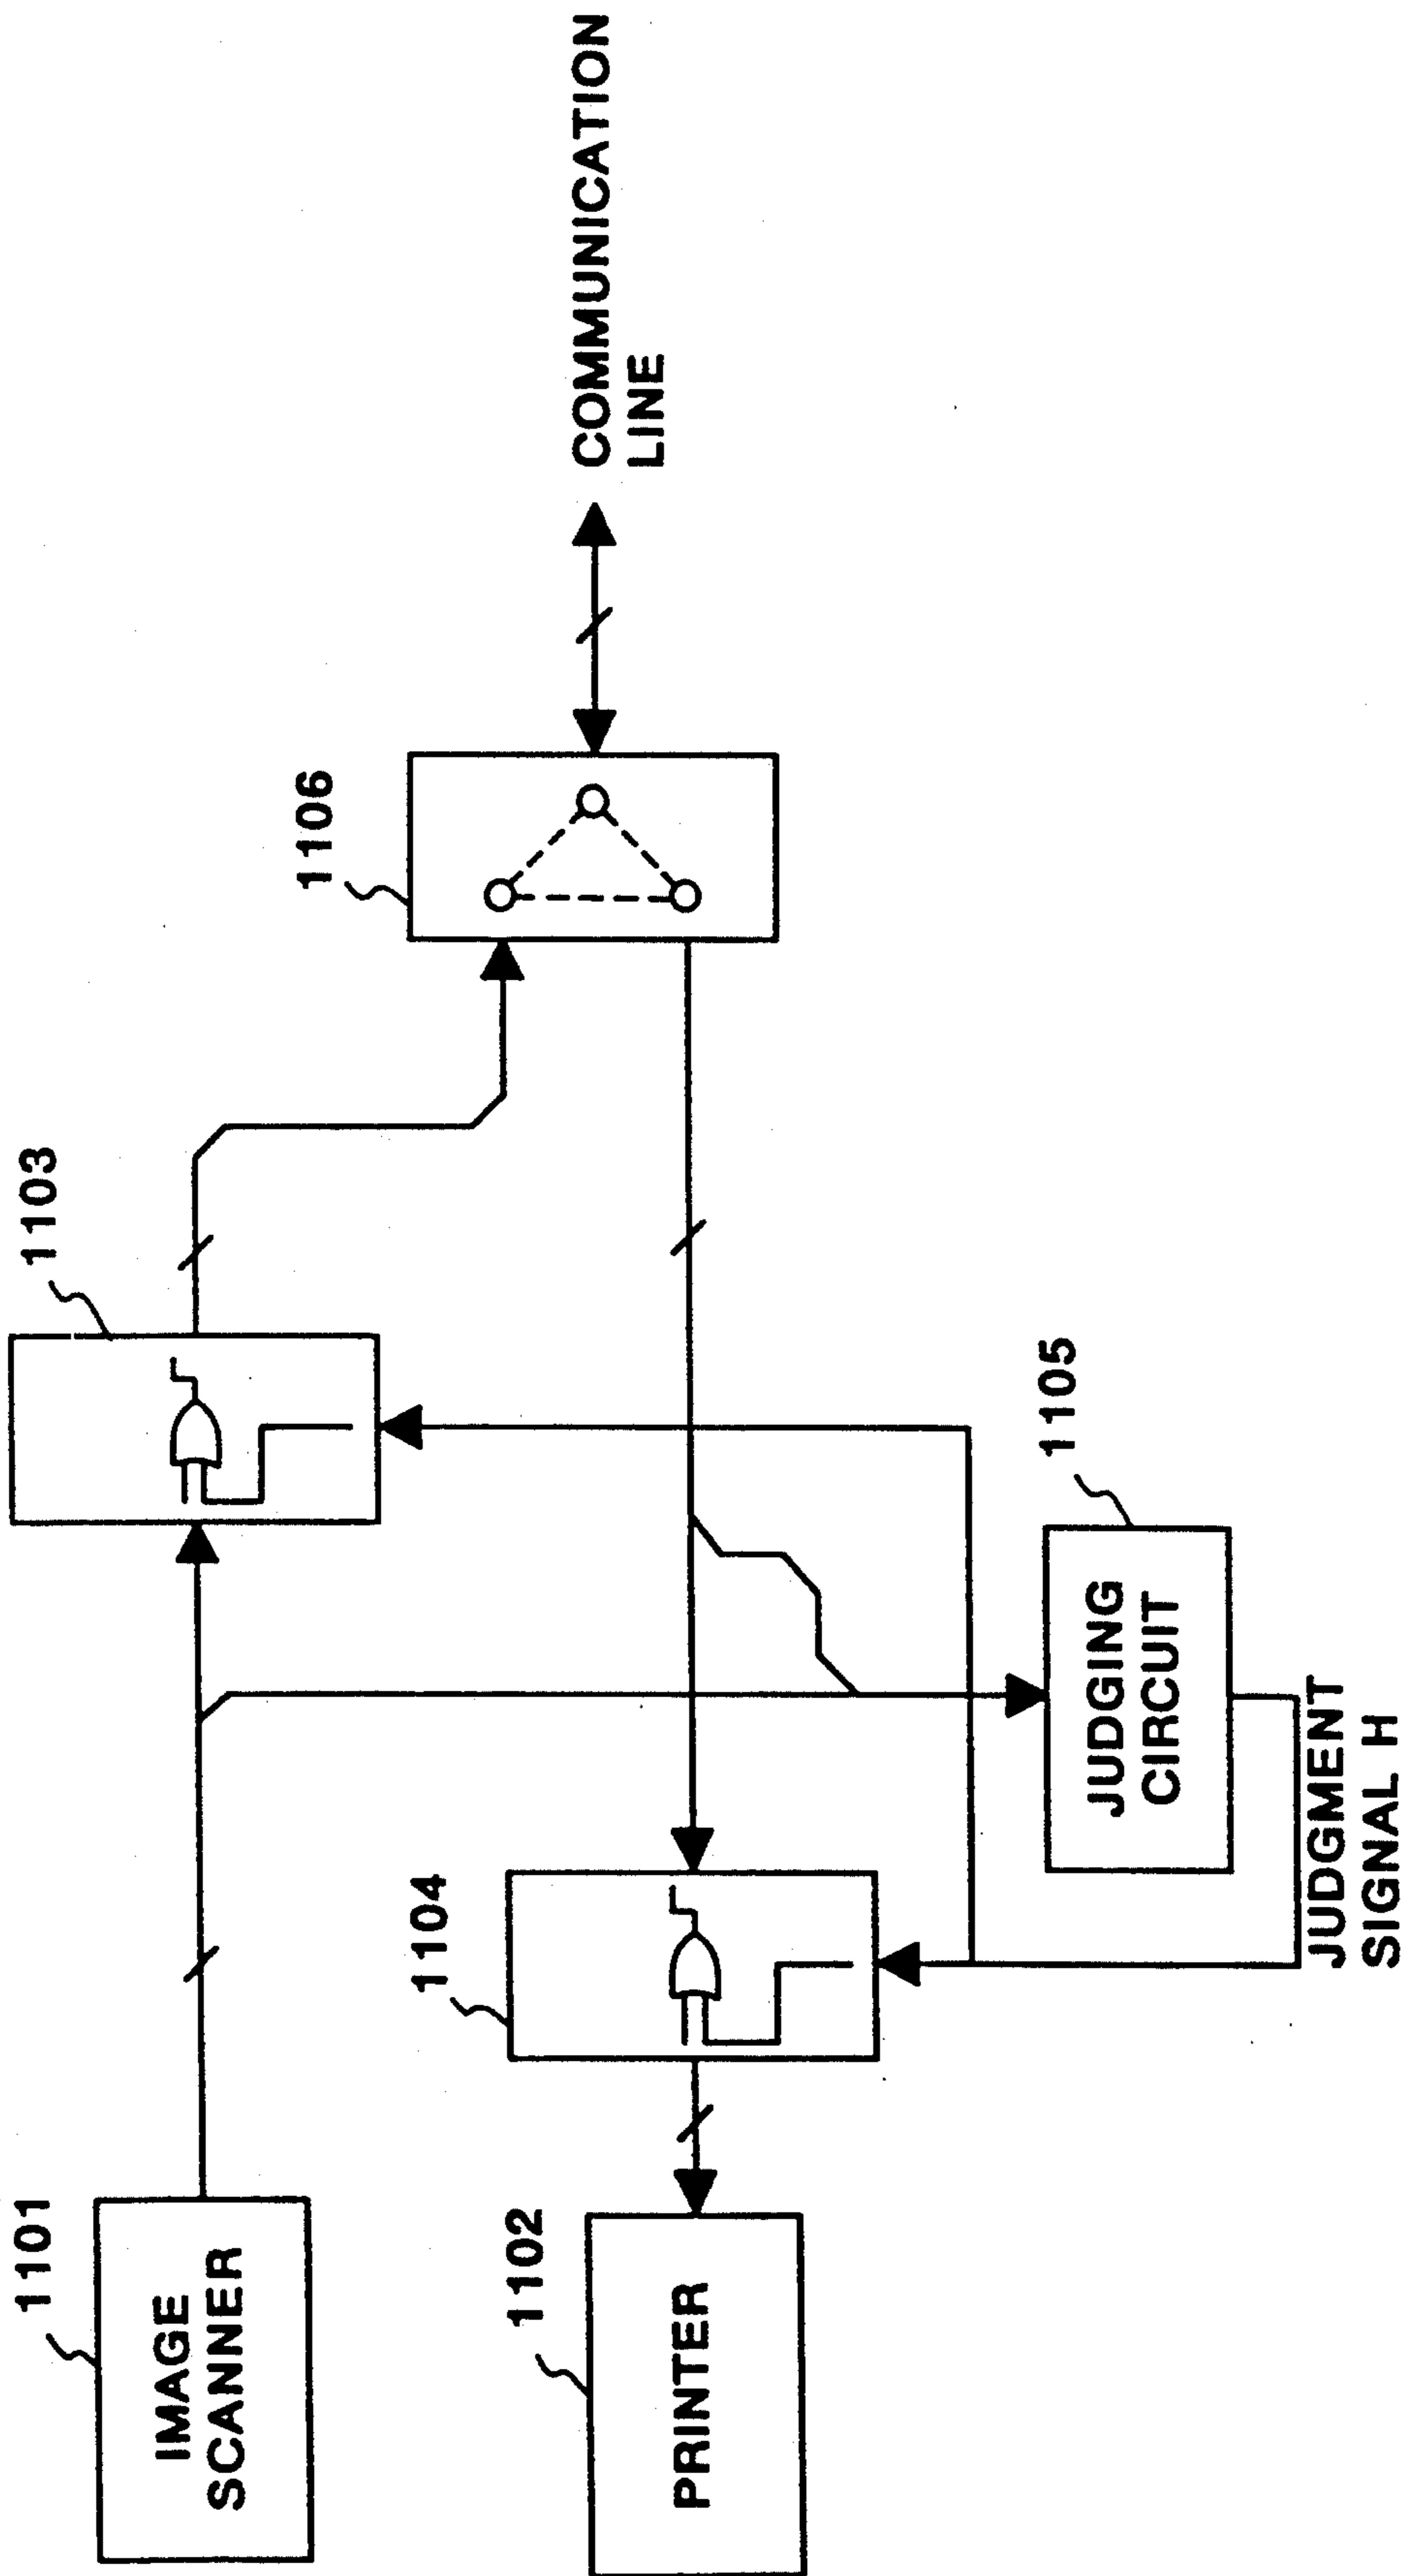 1101
IMAGE
SCANNER
1103
1106
COMMUNICATION
LINE
1102
PRINTER
1104
1105
JUDGING
CIRCUIT
JUDGMENT
SIGNAL H